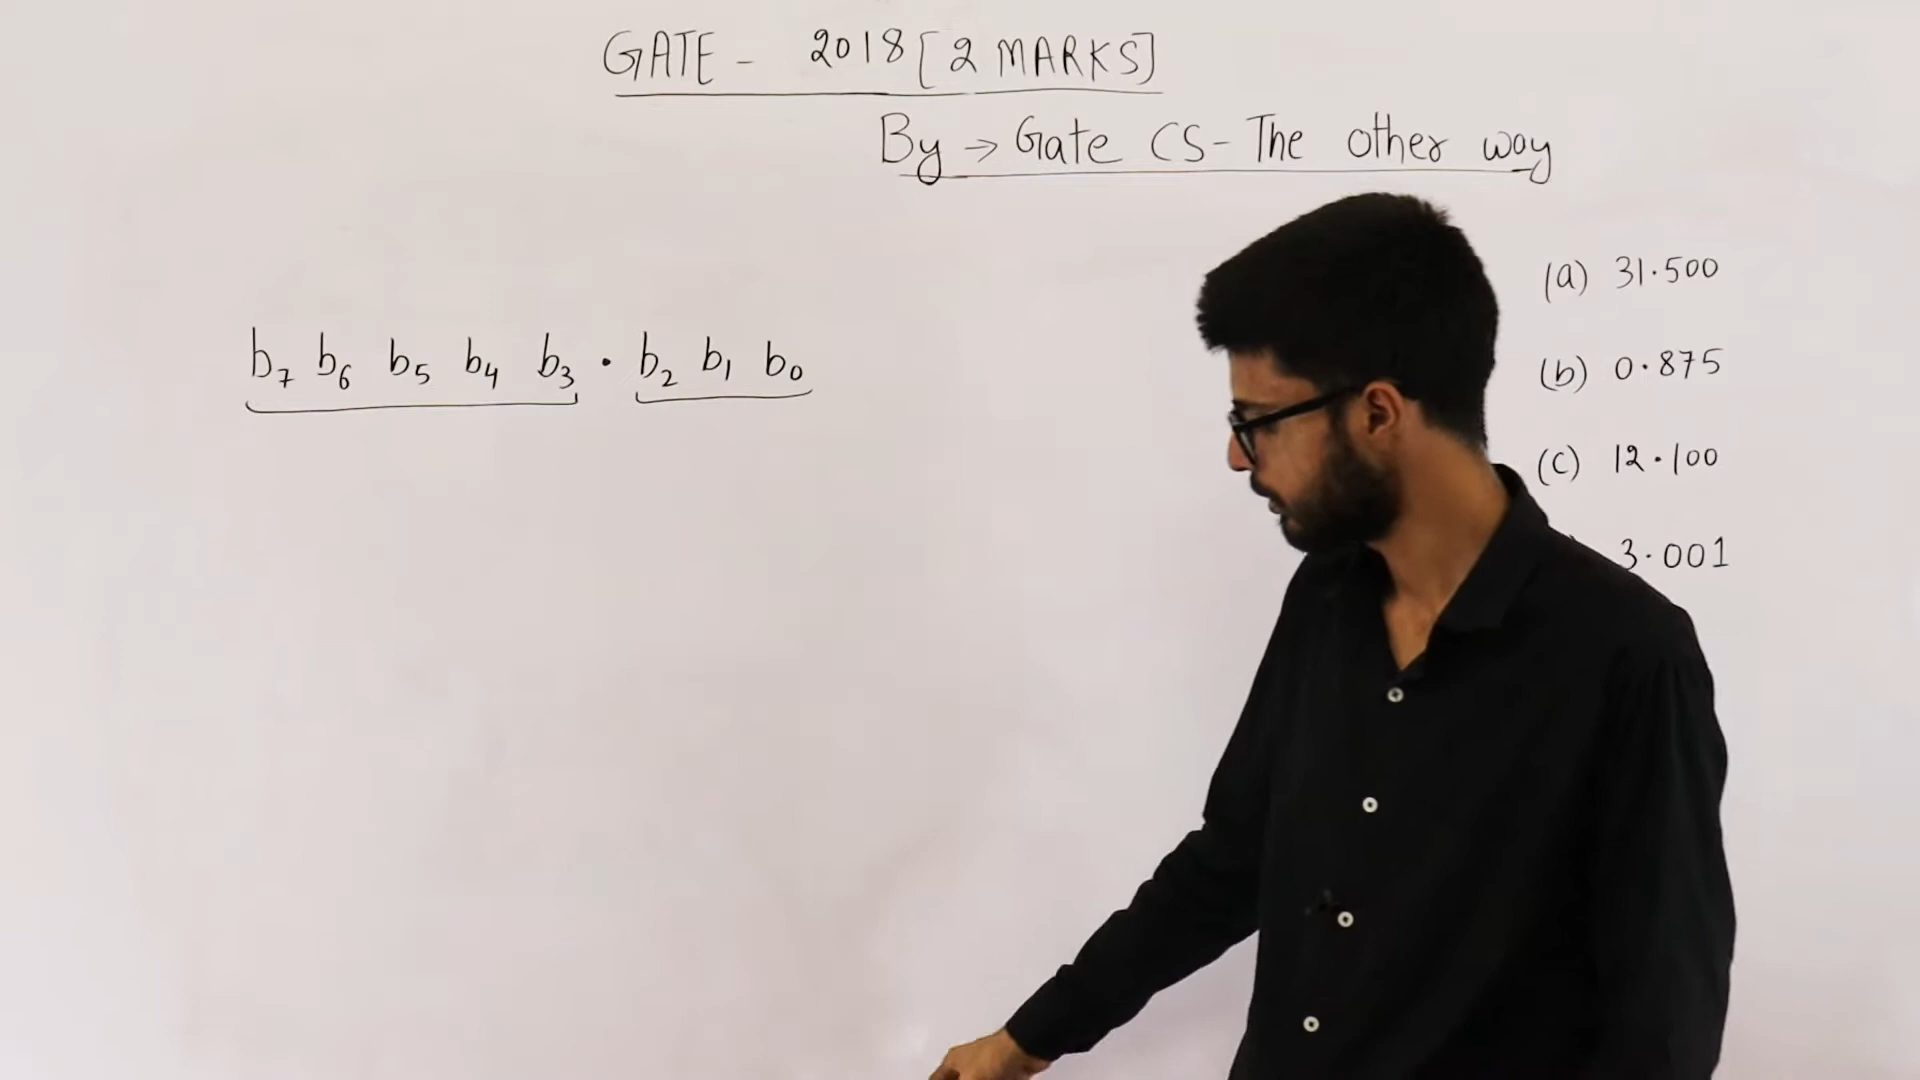 GATE - 2018 [2 MARKS]
By → Gate CS - The other way
b₇ b₆ b₅ b₄ b₃ . b₂ b₁ b₀
(a) 31.500
(b) 0.875
(c) 12.100
3.001